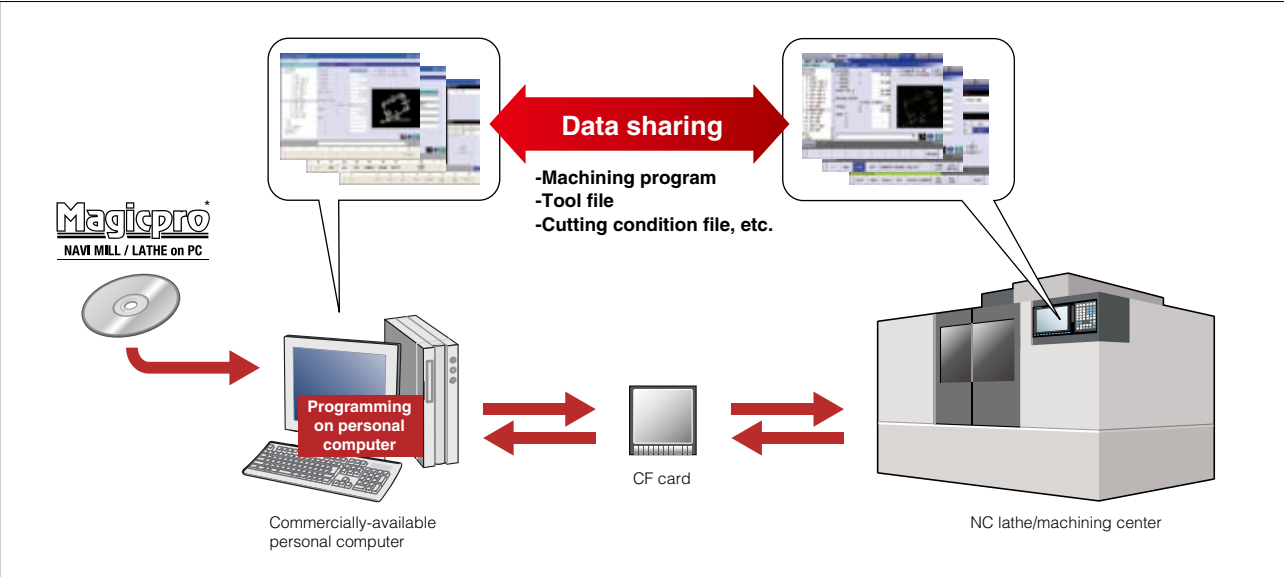 Data sharing
-Machining program
-Tool file
-Cutting condition file, etc.
Magicpro*
NAVI MILL / LATHE on PC
Programming
on personal
computer
CF card
Commercially-available
personal computer
NC lathe/machining center